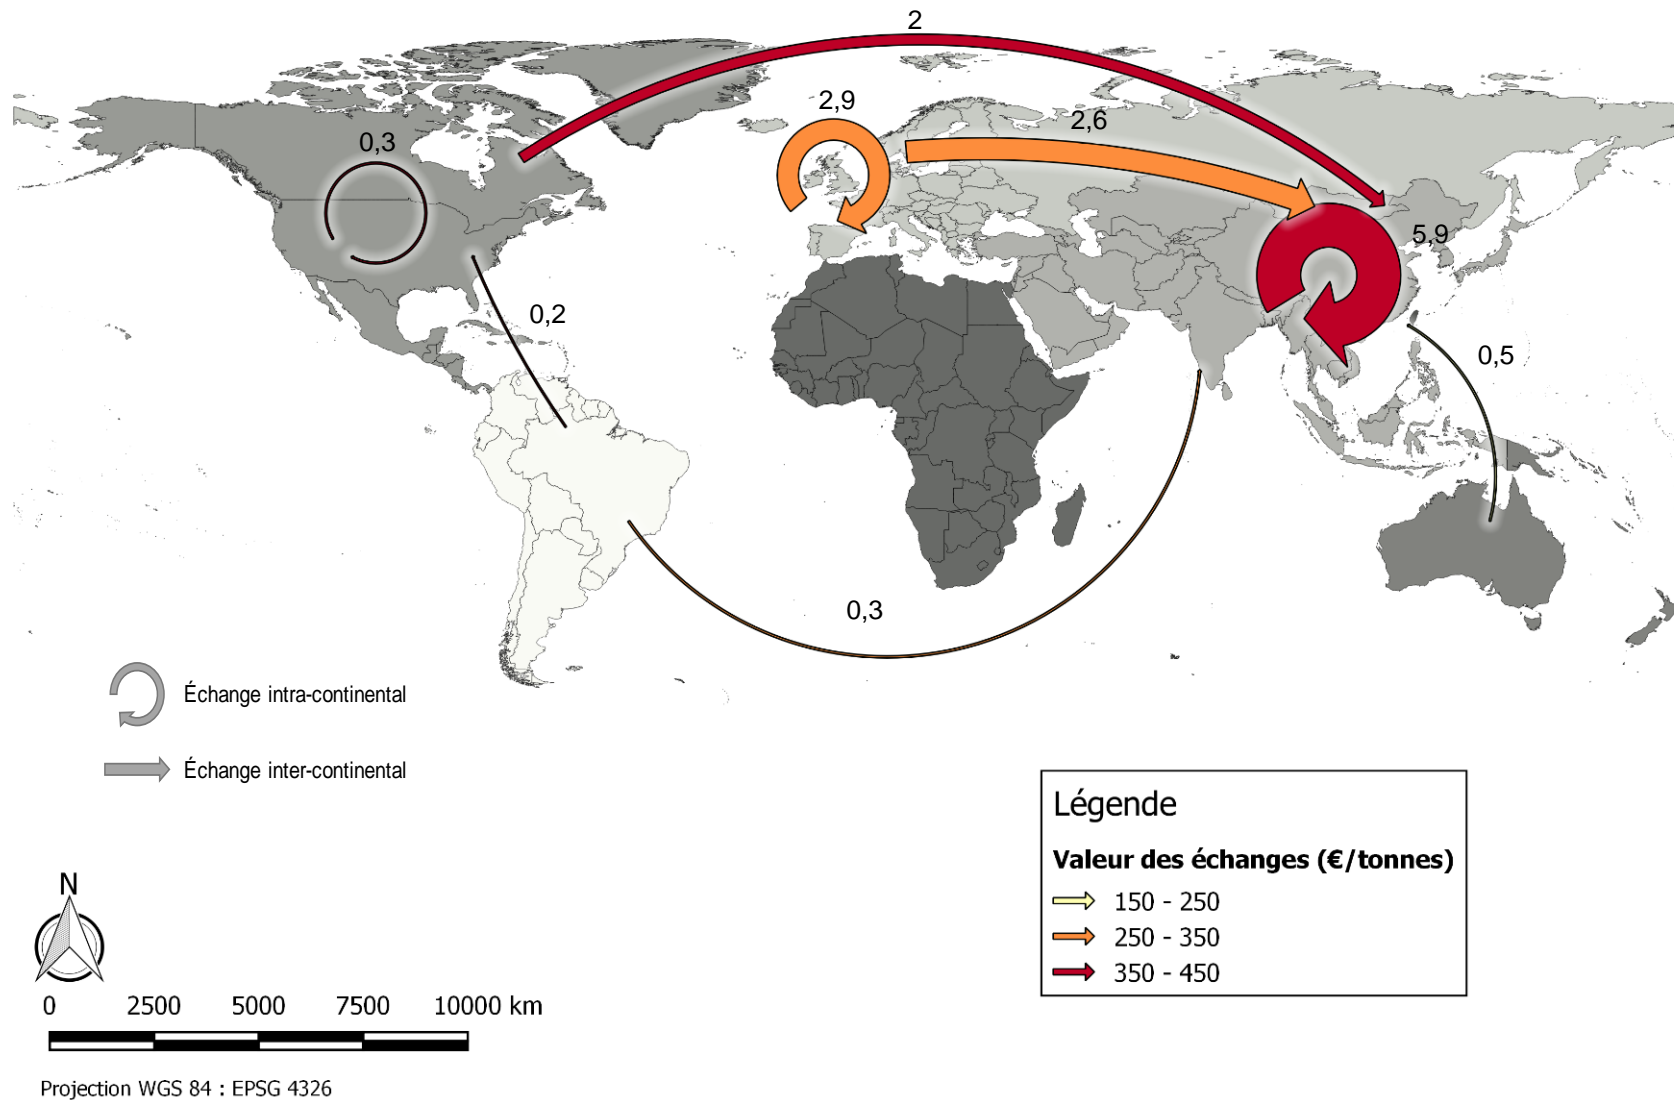 2
2,9
2,6
0,3
5,9
0,2
0,5
0,3
Échange intra-continental
Échange inter-continental
Légende
Valeur des échanges (€/tonnes)
150 - 250
250 - 350
350 - 450
N
0 2500 5000 7500 10000 km
Projection WGS 84 : EPSG 4326